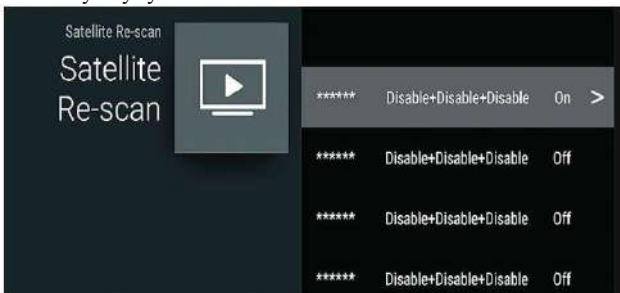 Satellite Re-scan
Satellite
Re-scan
****** Disable+Disable+Disable On >
****** Disable+Disable+Disable Off
****** Disable+Disable+Disable Off
****** Disable+Disable+Disable Off